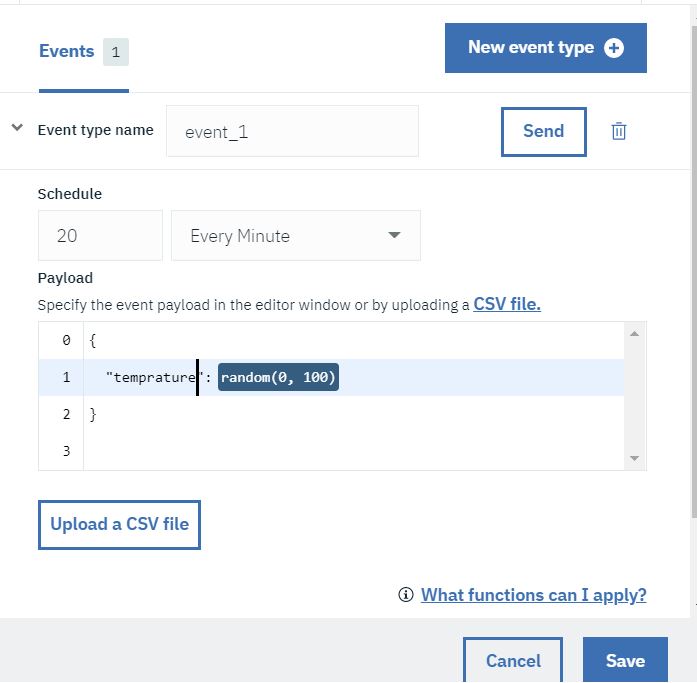 Events 1
New event type
Event type name event_1 Send
Schedule
20 Every Minute
Payload
Specify the event payload in the editor window or by uploading a CSV file.
0 {
1 "temprature": random(0, 100)
2 }
3
Upload a CSV file
What functions can I apply?
Cancel Save